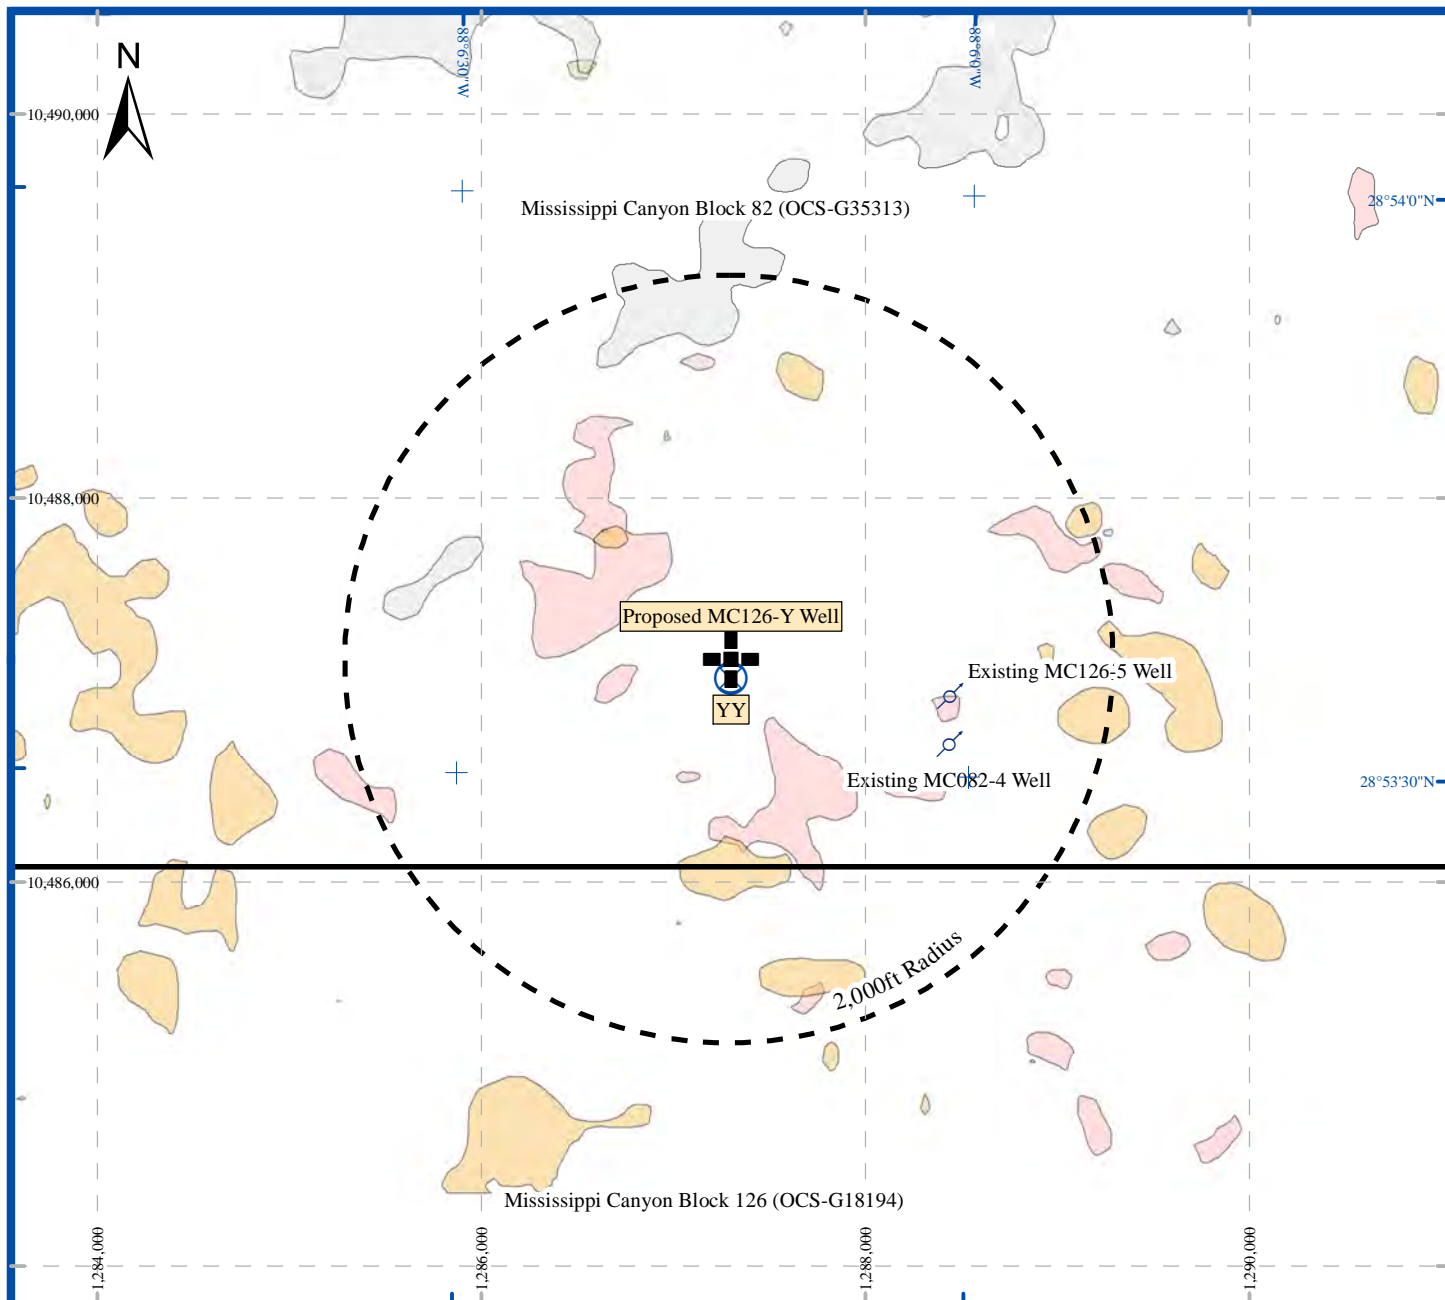 88°6'30"W
88°6'0"W
N
10,490,000
28°54'0"N
Mississippi Canyon Block 82 (OCS-G35313)
10,488,000
Proposed MC126-Y Well
Existing MC126-5 Well
YY
Existing MC082-4 Well
28°53'30"N
10,486,000
2,000ft Radius
Mississippi Canyon Block 126 (OCS-G18194)
1,284,000
1,286,000
1,288,000
1,290,000